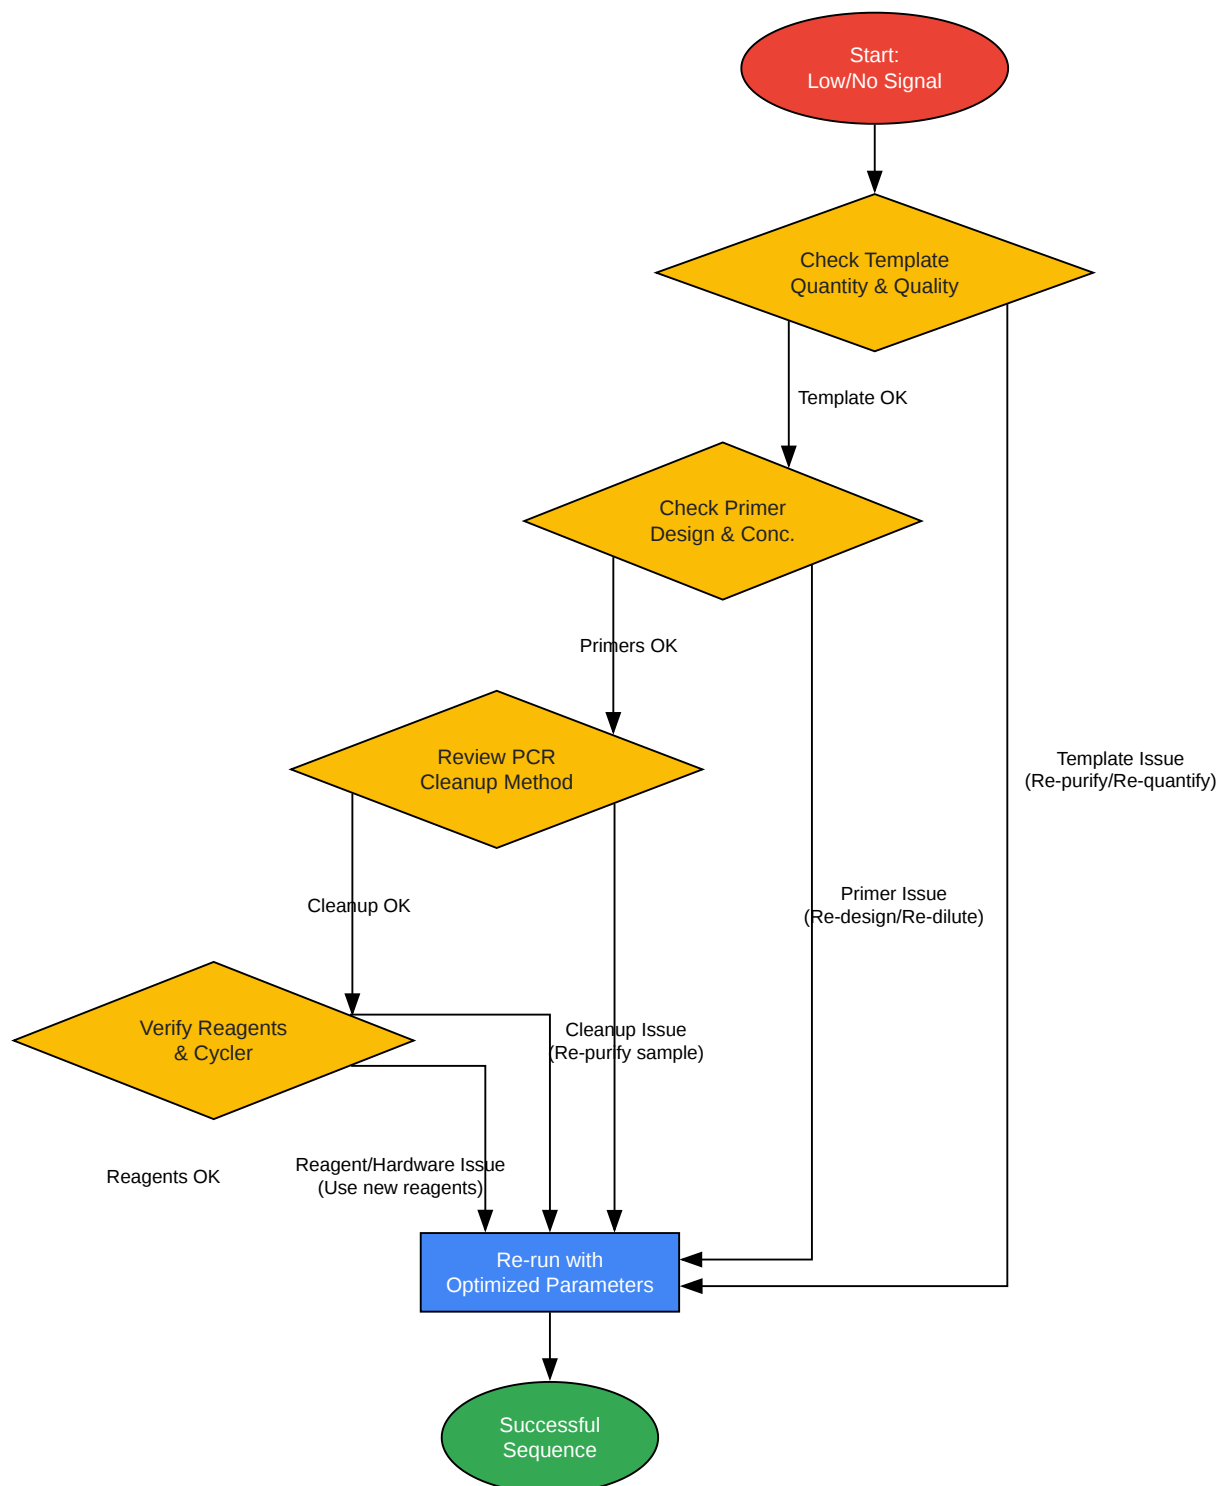 Start:
Low/No Signal
Check Template
Quantity & Quality
Template OK
Check Primer
Design & Conc.
Primers OK
Review PCR
Cleanup Method
Template Issue
(Re-purify/Re-quantify)
Cleanup OK
Primer Issue
(Re-design/Re-dilute)
Verify Reagents
& Cycler
Cleanup Issue
(Re-purify sample)
Reagents OK
Reagent/Hardware Issue
(Use new reagents)
Re-run with
Optimized Parameters
Successful
Sequence